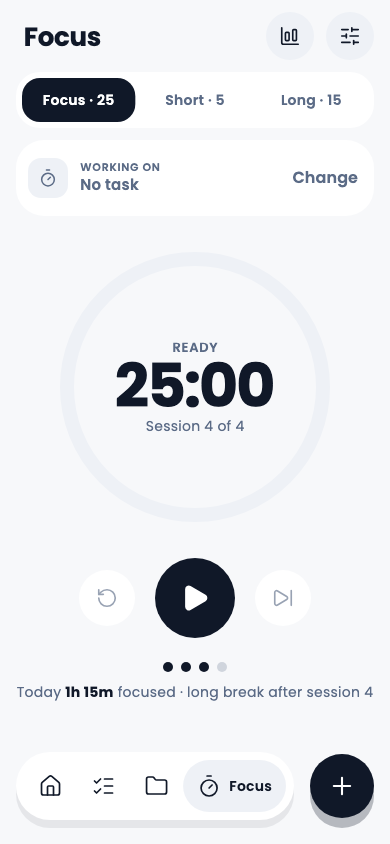 Focus
Focus · 25
Short · 5
Long · 15
WORKING ON
No task
Change
READY
25:00
Session 4 of 4
Today 1h 15m focused · long break after session 4
Focus